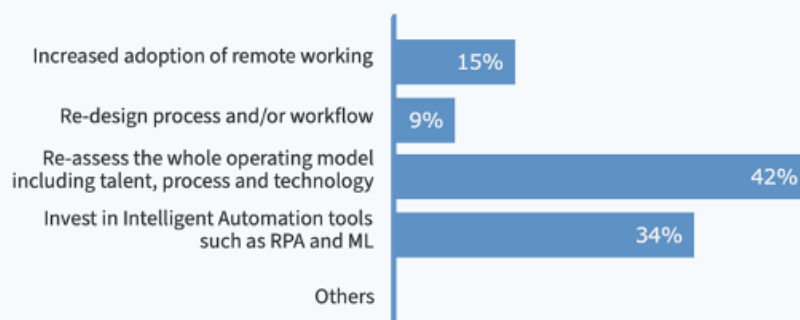 Increased adoption of remote working
15%
Re-design process and/or workflow
9%
Re-assess the whole operating model
including talent, process and technology
42%
Invest in Intelligent Automation tools
such as RPA and ML
34%
Others